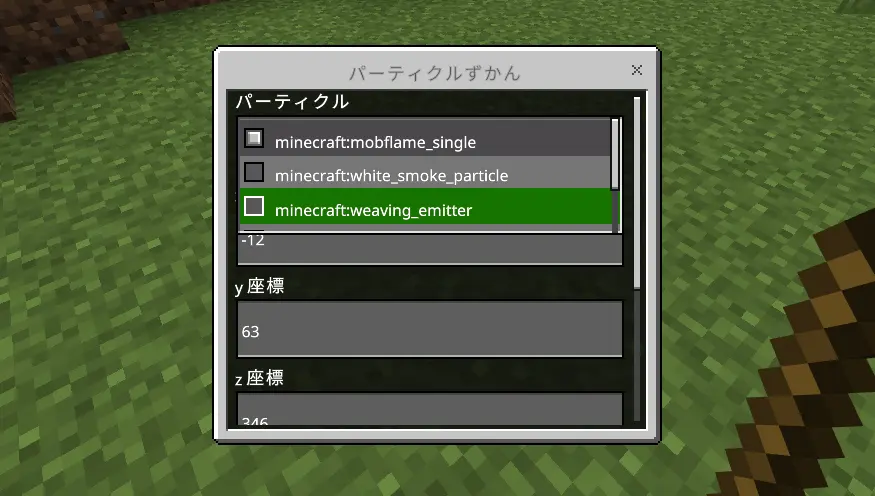 パーティクルずかん
パーティクル
minecraft:mobflame_single
minecraft:white_smoke_particle
minecraft:weaving_emitter
-12
y 座標
63
z 座標
346